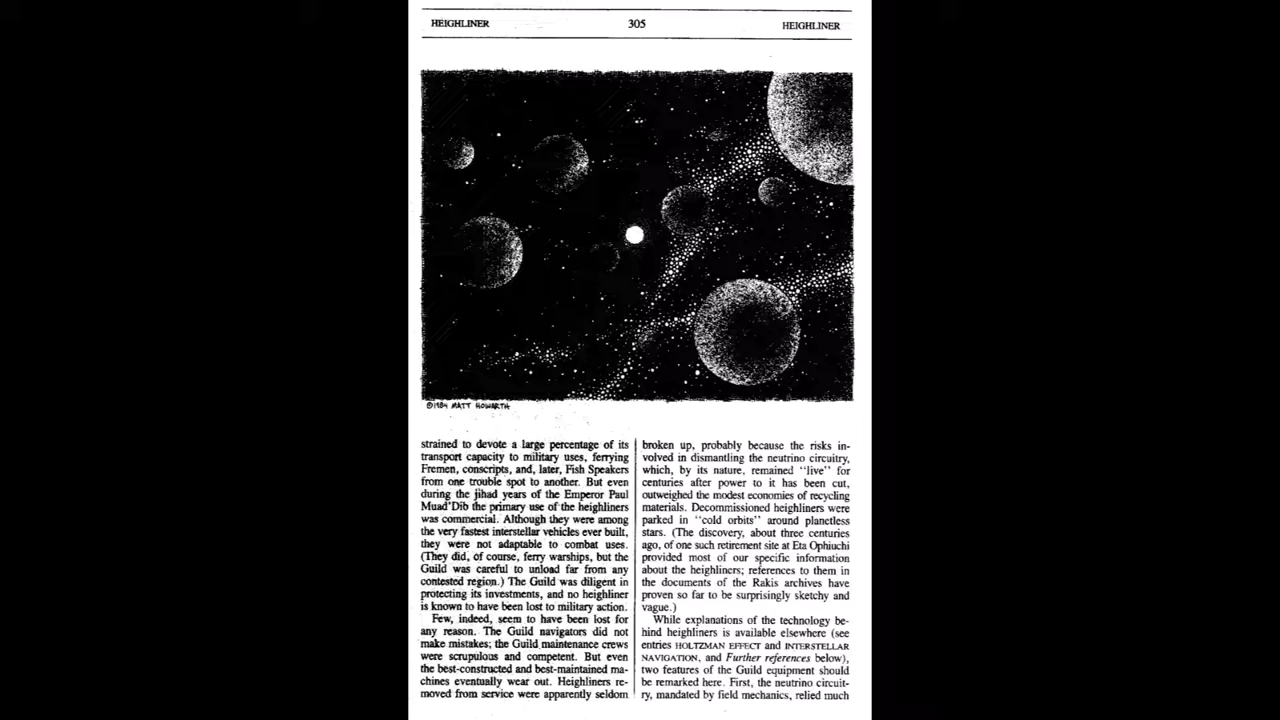 HEIGHLINER 305 HEIGHLINER
©1984 MATT HOWARTH
strained to devote a large percentage of its
transport capacity to military uses, ferrying
Fremen, conscripts, and, later, Fish Speakers
from one trouble spot to another. But even
during the jihad years of the Emperor Paul
Muad'Dib the primary use of the heighliners
was commercial. Although they were among
the very fastest interstellar vehicles ever built,
they were not adaptable to combat uses.
(They did, of course, ferry warships, but the
Guild was careful to unload far from any
contested region.) The Guild was diligent in
protecting its investments, and no heighliner
is known to have been lost to military action.
Few, indeed, seem to have been lost for
any reason. The Guild navigators did not
make mistakes; the Guild maintenance crews
were scrupulous and competent. But even
the best-constructed and best-maintained ma-
chines eventually wear out. Heighliners re-
moved from service were apparently seldom
broken up, probably because the risks in-
volved in dismantling the neutrino circuitry,
which, by its nature, remained "live" for
centuries after power to it has been cut,
outweighed the modest economies of recycling
materials. Decommissioned heighliners were
parked in "cold orbits" around planetless
stars. (The discovery, about three centuries
ago, of one such retirement site at Eta Ophiuchi
provided most of our specific information
about the heighliners; references to them in
the documents of the Rakis archives have
proven so far to be surprisingly sketchy and
vague.)
While explanations of the technology be-
hind heighliners is available elsewhere (see
entries HOLTZMAN EFFECT and INTERSTELLAR
NAVIGATION, and Further references below),
two features of the Guild equipment should
be remarked here. First, the neutrino circuit-
ry, mandated by field mechanics, relied much